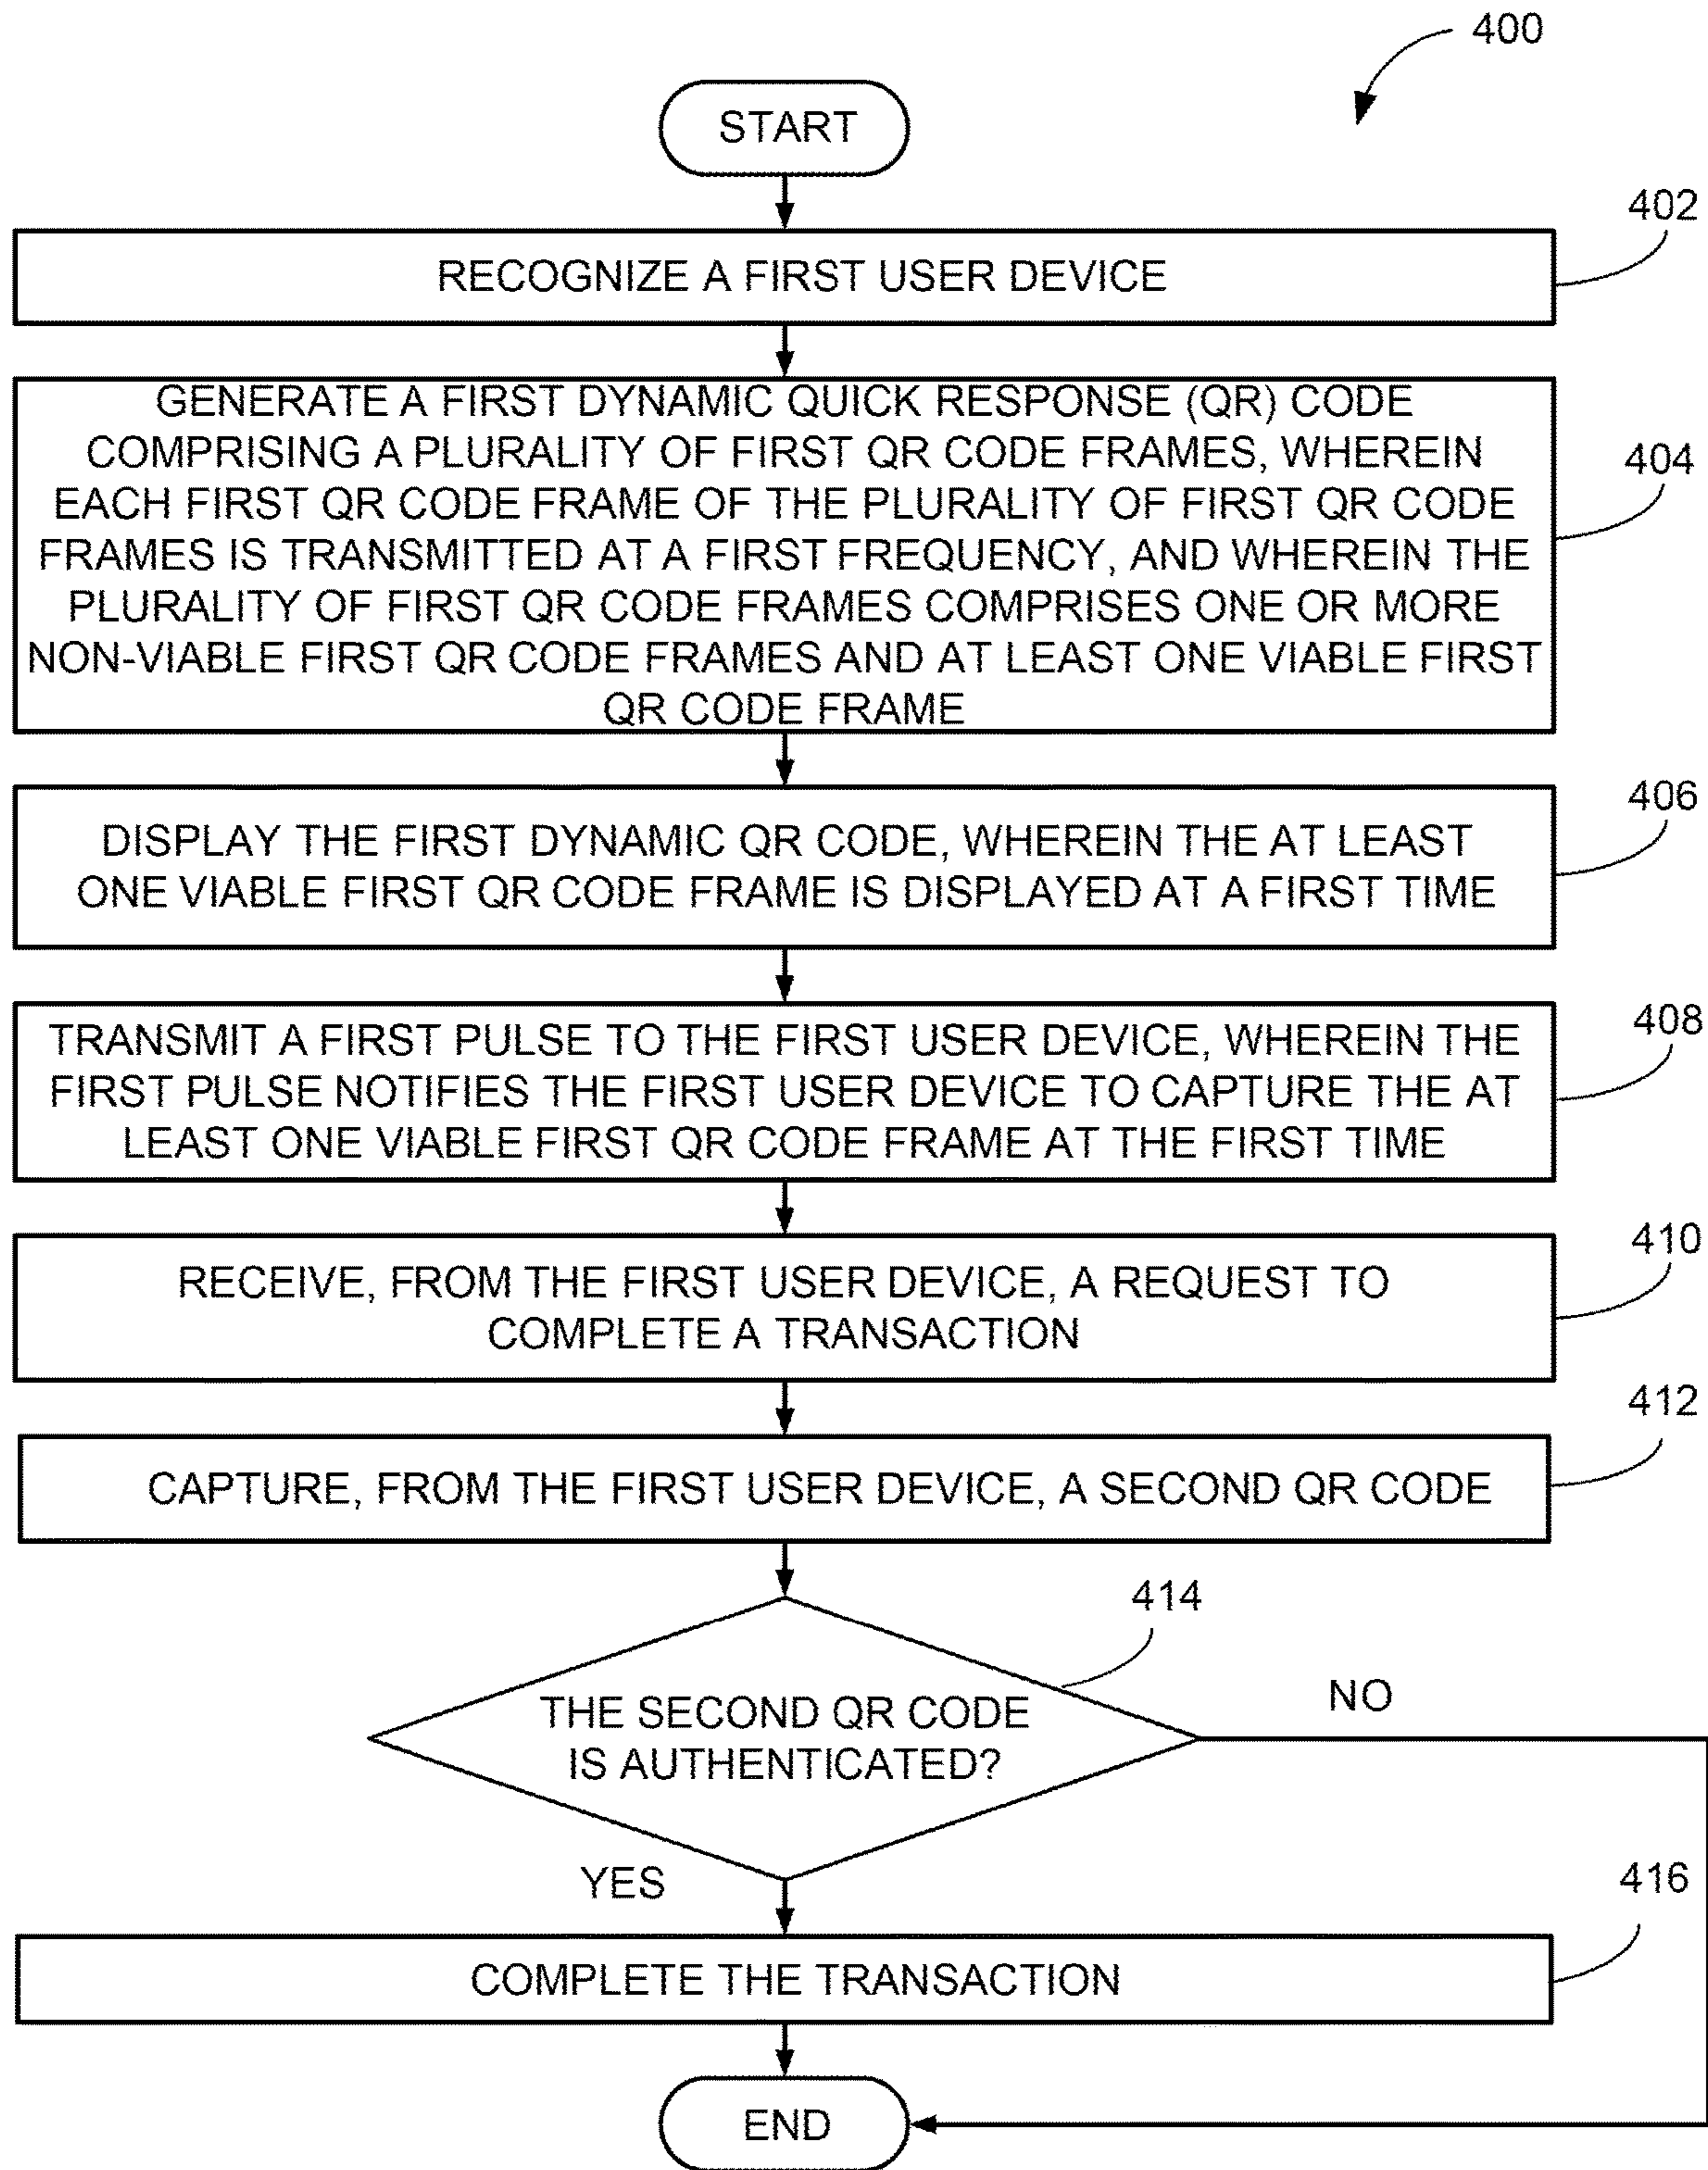 400
START
402
RECOGNIZE A FIRST USER DEVICE
GENERATE A FIRST DYNAMIC QUICK RESPONSE (QR) CODE
COMPRISING A PLURALITY OF FIRST QR CODE FRAMES, WHEREIN
EACH FIRST QR CODE FRAME OF THE PLURALITY OF FIRST QR CODE
FRAMES IS TRANSMITTED AT A FIRST FREQUENCY, AND WHEREIN THE
PLURALITY OF FIRST QR CODE FRAMES COMPRISES ONE OR MORE
NON-VIABLE FIRST QR CODE FRAMES AND AT LEAST ONE VIABLE FIRST
QR CODE FRAME
404
406
DISPLAY THE FIRST DYNAMIC QR CODE, WHEREIN THE AT LEAST
ONE VIABLE FIRST QR CODE FRAME IS DISPLAYED AT A FIRST TIME
408
TRANSMIT A FIRST PULSE TO THE FIRST USER DEVICE, WHEREIN THE
FIRST PULSE NOTIFIES THE FIRST USER DEVICE TO CAPTURE THE AT
LEAST ONE VIABLE FIRST QR CODE FRAME AT THE FIRST TIME
410
RECEIVE, FROM THE FIRST USER DEVICE, A REQUEST TO
COMPLETE A TRANSACTION
412
CAPTURE, FROM THE FIRST USER DEVICE, A SECOND QR CODE
414
THE SECOND QR CODE
IS AUTHENTICATED?
NO
YES
416
COMPLETE THE TRANSACTION
END